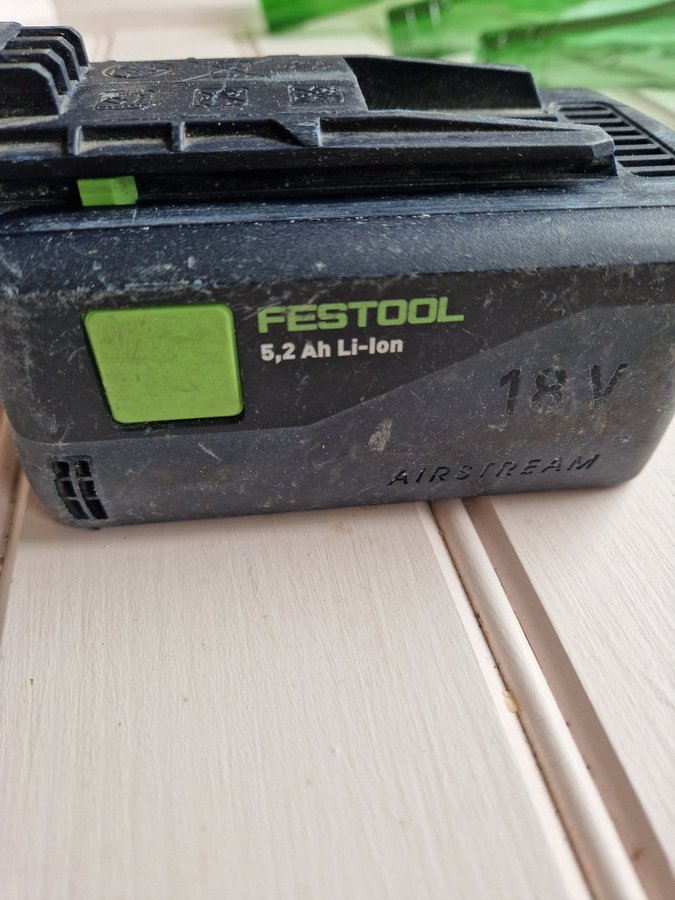 FESTOOL
5,2 Ah Li-Ion
18 V
AIRSTREAM